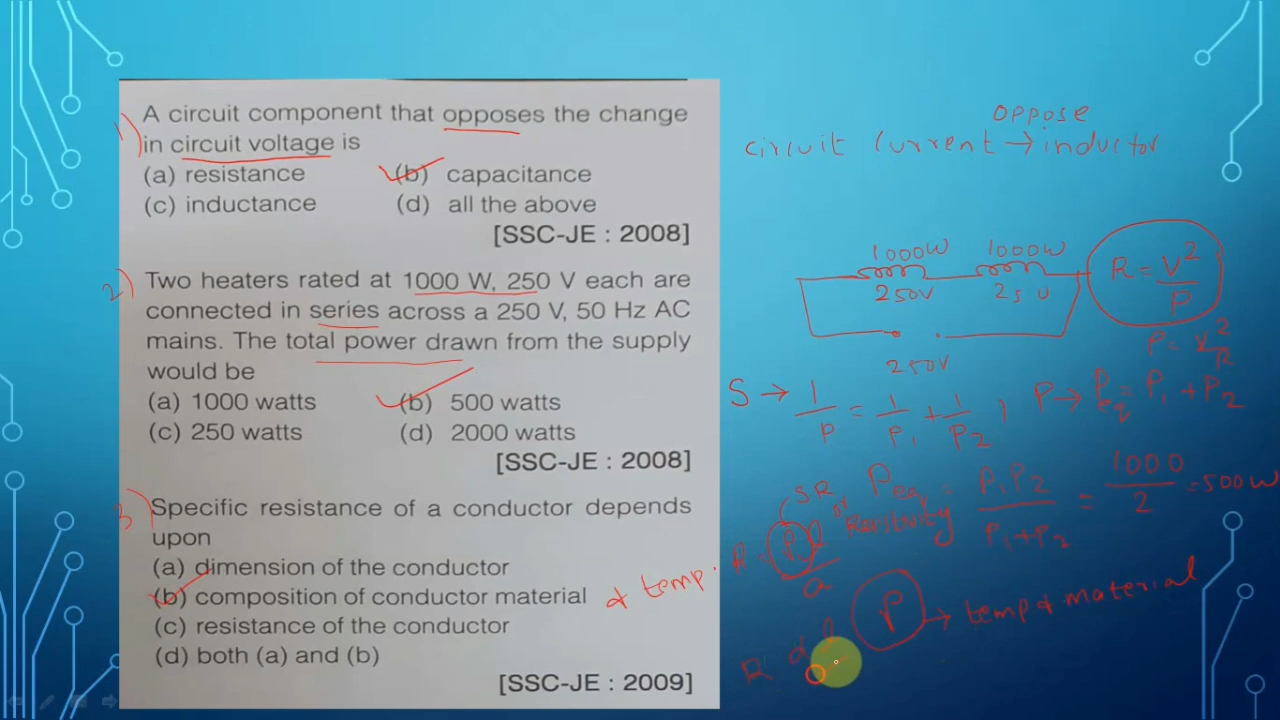 1)
A circuit component that opposes the change
in circuit voltage is
(a) resistance (b) capacitance
(c) inductance (d) all the above
[SSC-JE : 2008]
2)
Two heaters rated at 1000 W, 250 V each are
connected in series across a 250 V, 50 Hz AC
mains. The total power drawn from the supply
would be
(a) 1000 watts (b) 500 watts
(c) 250 watts (d) 2000 watts
[SSC-JE : 2008]
3)
Specific resistance of a conductor depends
upon
(a) dimension of the conductor
(b) composition of conductor material & temp.
(c) resistance of the conductor
(d) both (a) and (b)
[SSC-JE : 2009]
oppose
circuit current → inductor
1000W 1000W
250V 250
250V
R = V²/P
P = V²/R
S → 1/P = 1/P₁ + 1/P₂ , P → Peq = P₁ + P₂
Peq = P₁P₂/P₁+P₂ = 1000/2 = 500W
SR or Resistivity
R = ρl/a
ρ → temp & material
R α l